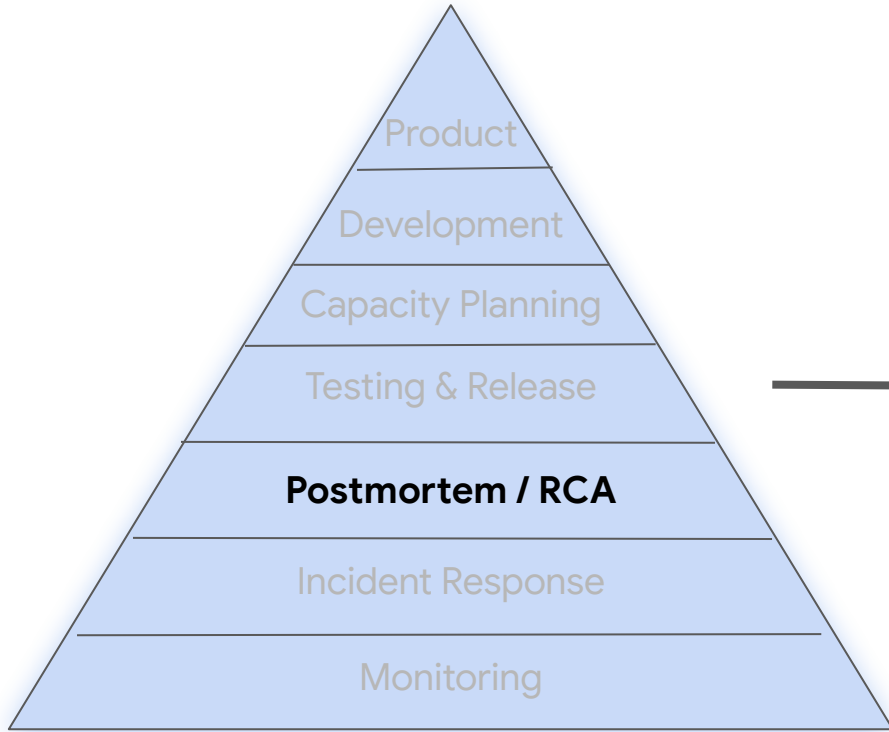 Product
Development
Capacity Planning
Testing & Release
Postmortem / RCA
Incident Response
Monitoring